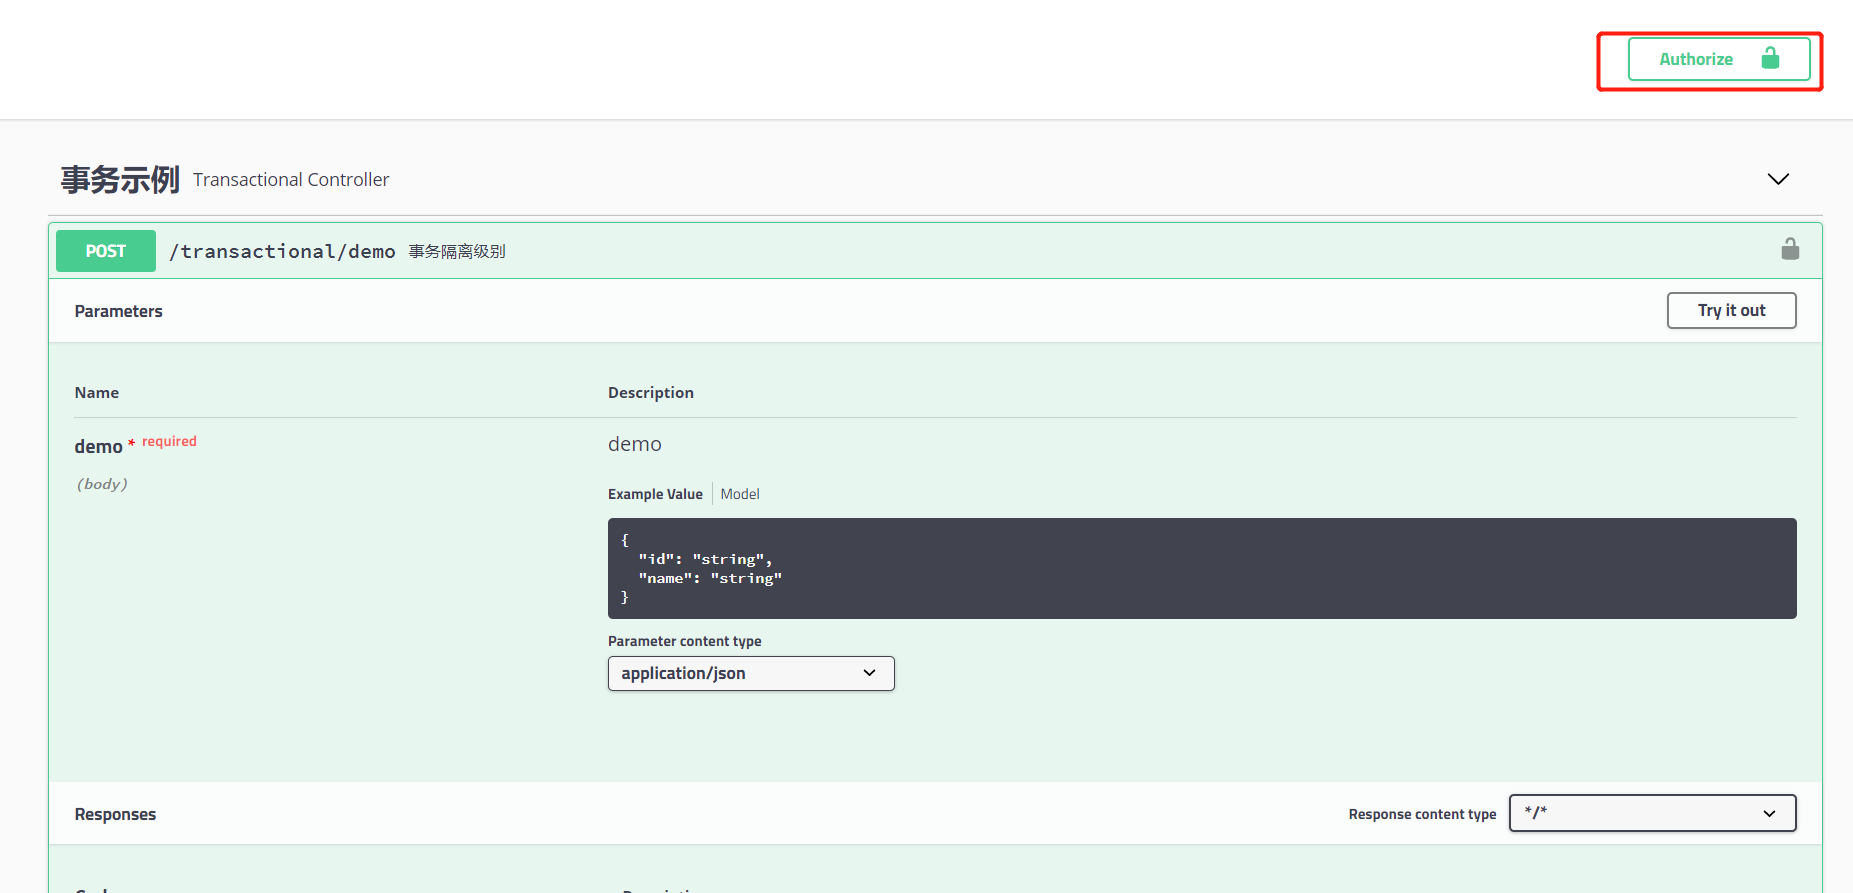 Authorize
事务示例 Transactional Controller
POST /transactional/demo 事务隔离级别
Parameters Try it out
Name Description
demo * required demo
(body)
Example Value Model
{
"id": "string",
"name": "string"
}
Parameter content type
application/json
Responses Response content type */*